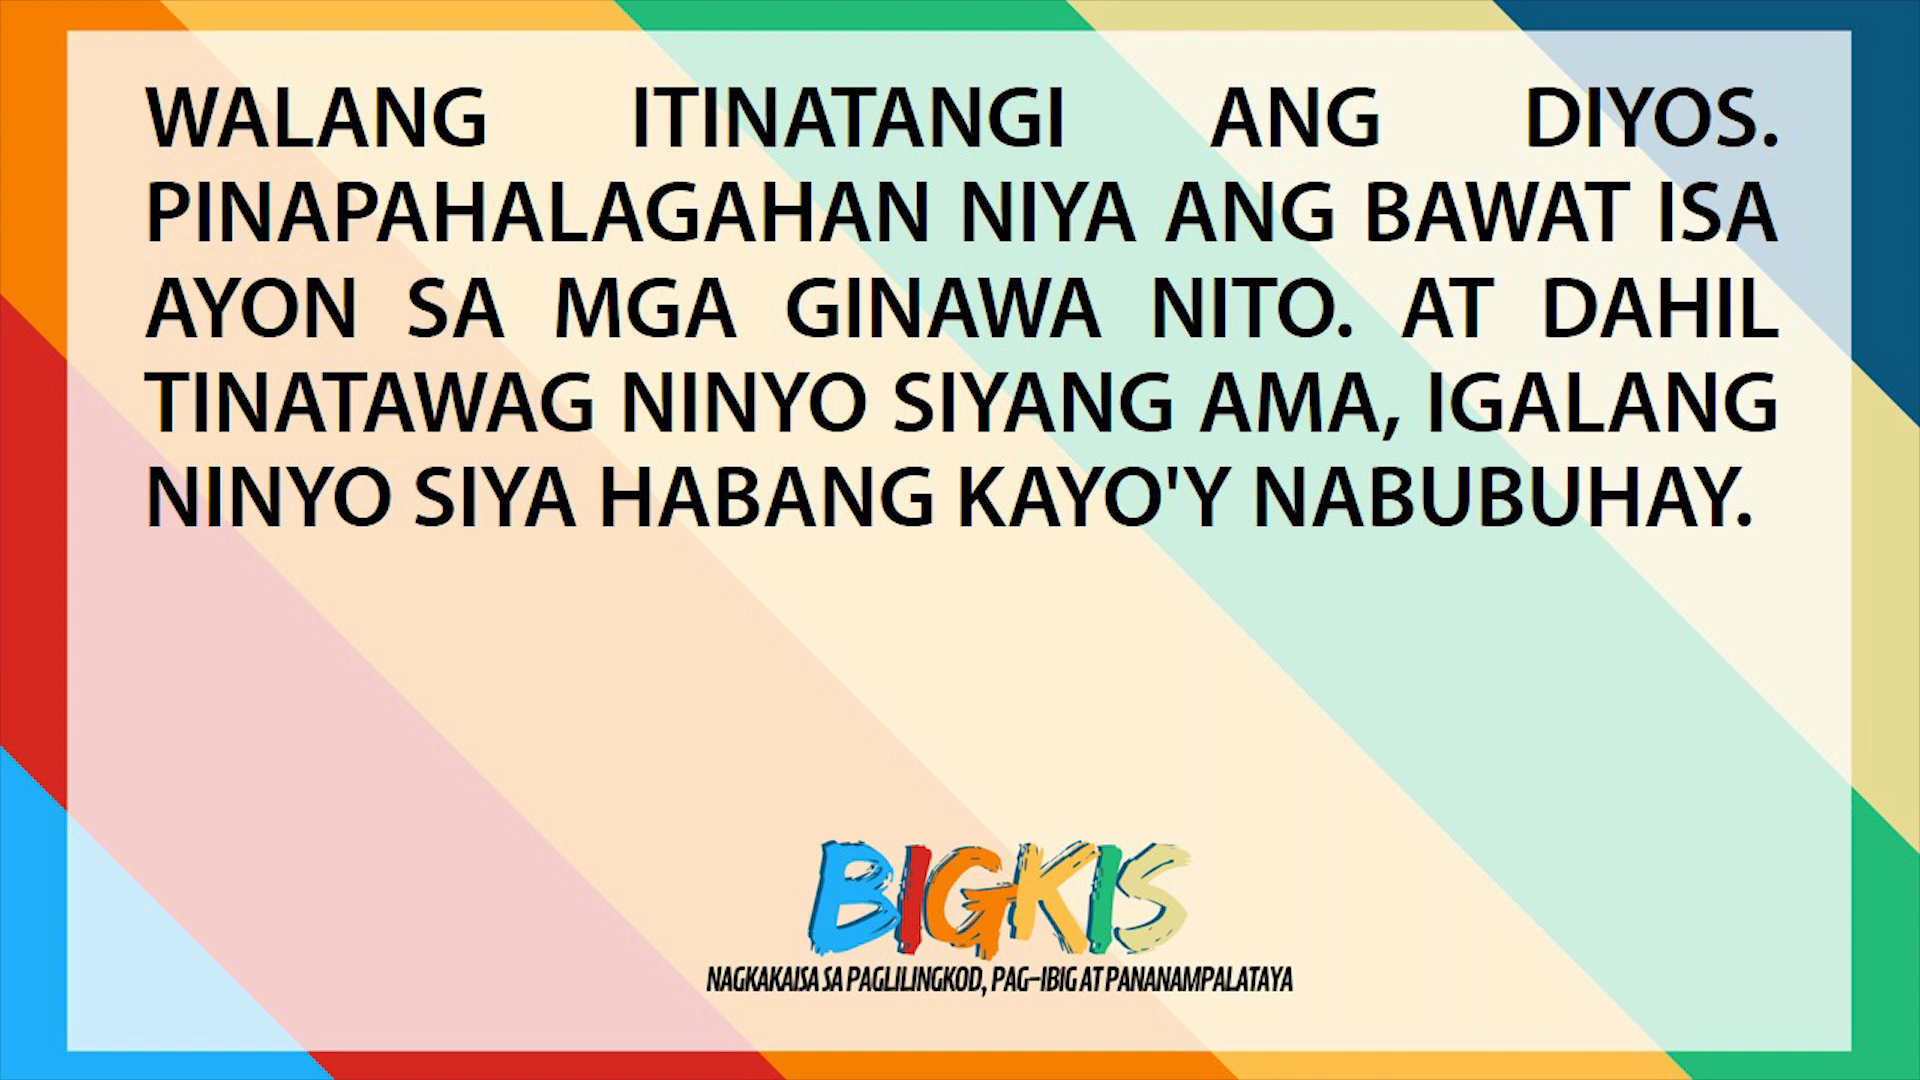 WALANG ITINATANGI ANG DIYOS.
PINAPAHALAGAHAN NIYA ANG BAWAT ISA
AYON SA MGA GINAWA NITO. AT DAHIL
TINATAWAG NINYO SIYANG AMA, IGALANG
NINYO SIYA HABANG KAYO'Y NABUBUHAY.
BIGKIS
NAGKAKAISA SA PAGLILINGKOD, PAG-IBIG AT PANANAMPALATAYA